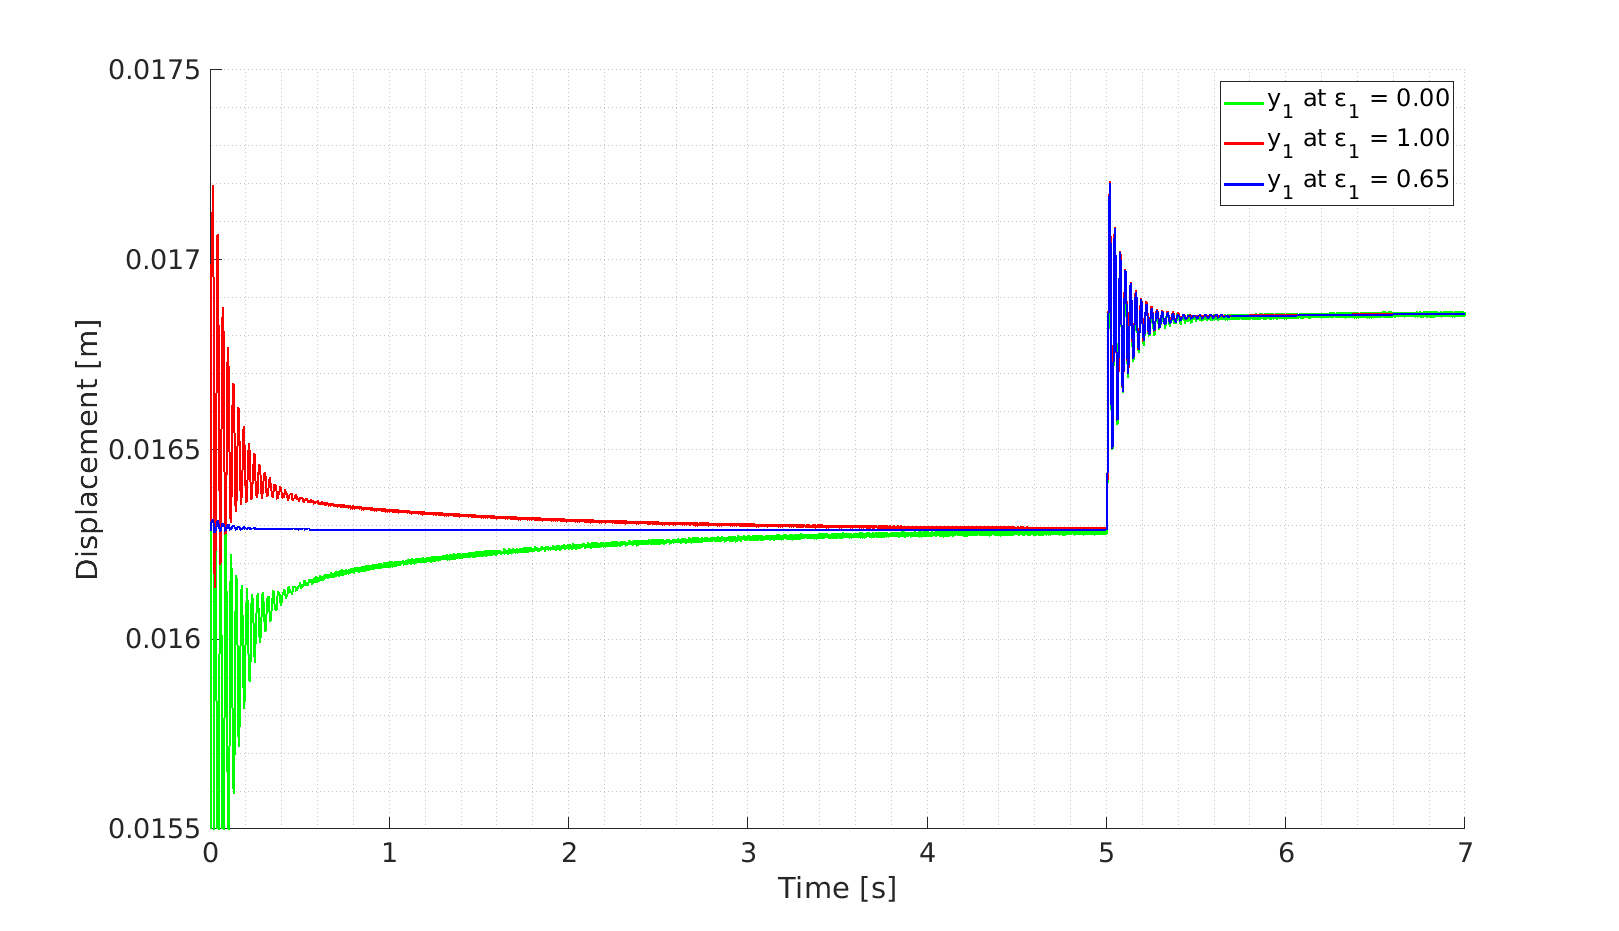 0.0175
0.017
0.0165
0.016
0.0155
Displacement [m]
0 1 2 3 4 5 6 7
Time [s]
y1 at ε1 = 0.00
y1 at ε1 = 1.00
y1 at ε1 = 0.65